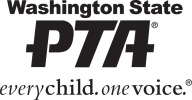 Washington State
PTA®
everychild. onevoice.®